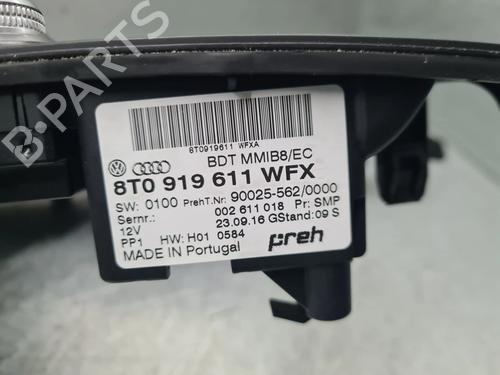 8T0919611 WFXA
BDT MMIB8/EC
8T0 919 611 WFX
SW: 0100 PrehT.Nr: 90025-562/0000
Sernr.: 002 611 018 Pr: SMP
12V 23.09.16 GStand: 09 S
PP1 HW: H01 0584
MADE IN Portugal preh
B-PARTS